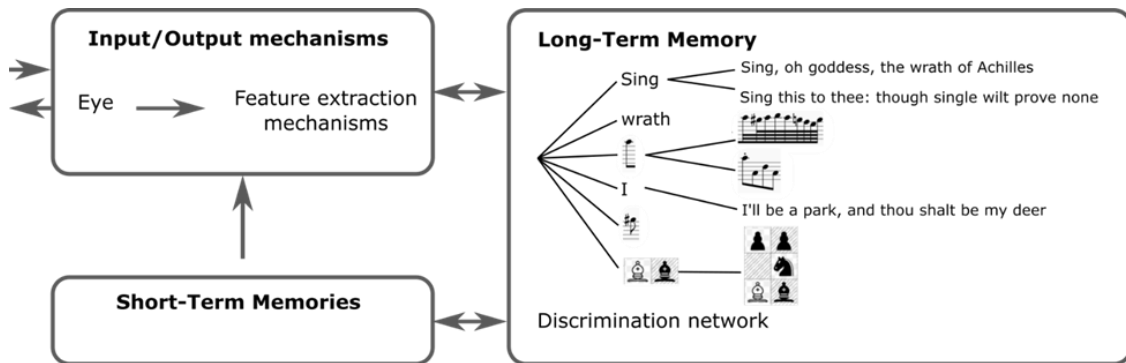 Input/Output mechanisms
Eye
Feature extraction
mechanisms
Short-Term Memories
Long-Term Memory
Sing
Sing, oh goddess, the wrath of Achilles
Sing this to thee: though single wilt prove none
wrath
I
I'll be a park, and thou shalt be my deer
Discrimination network